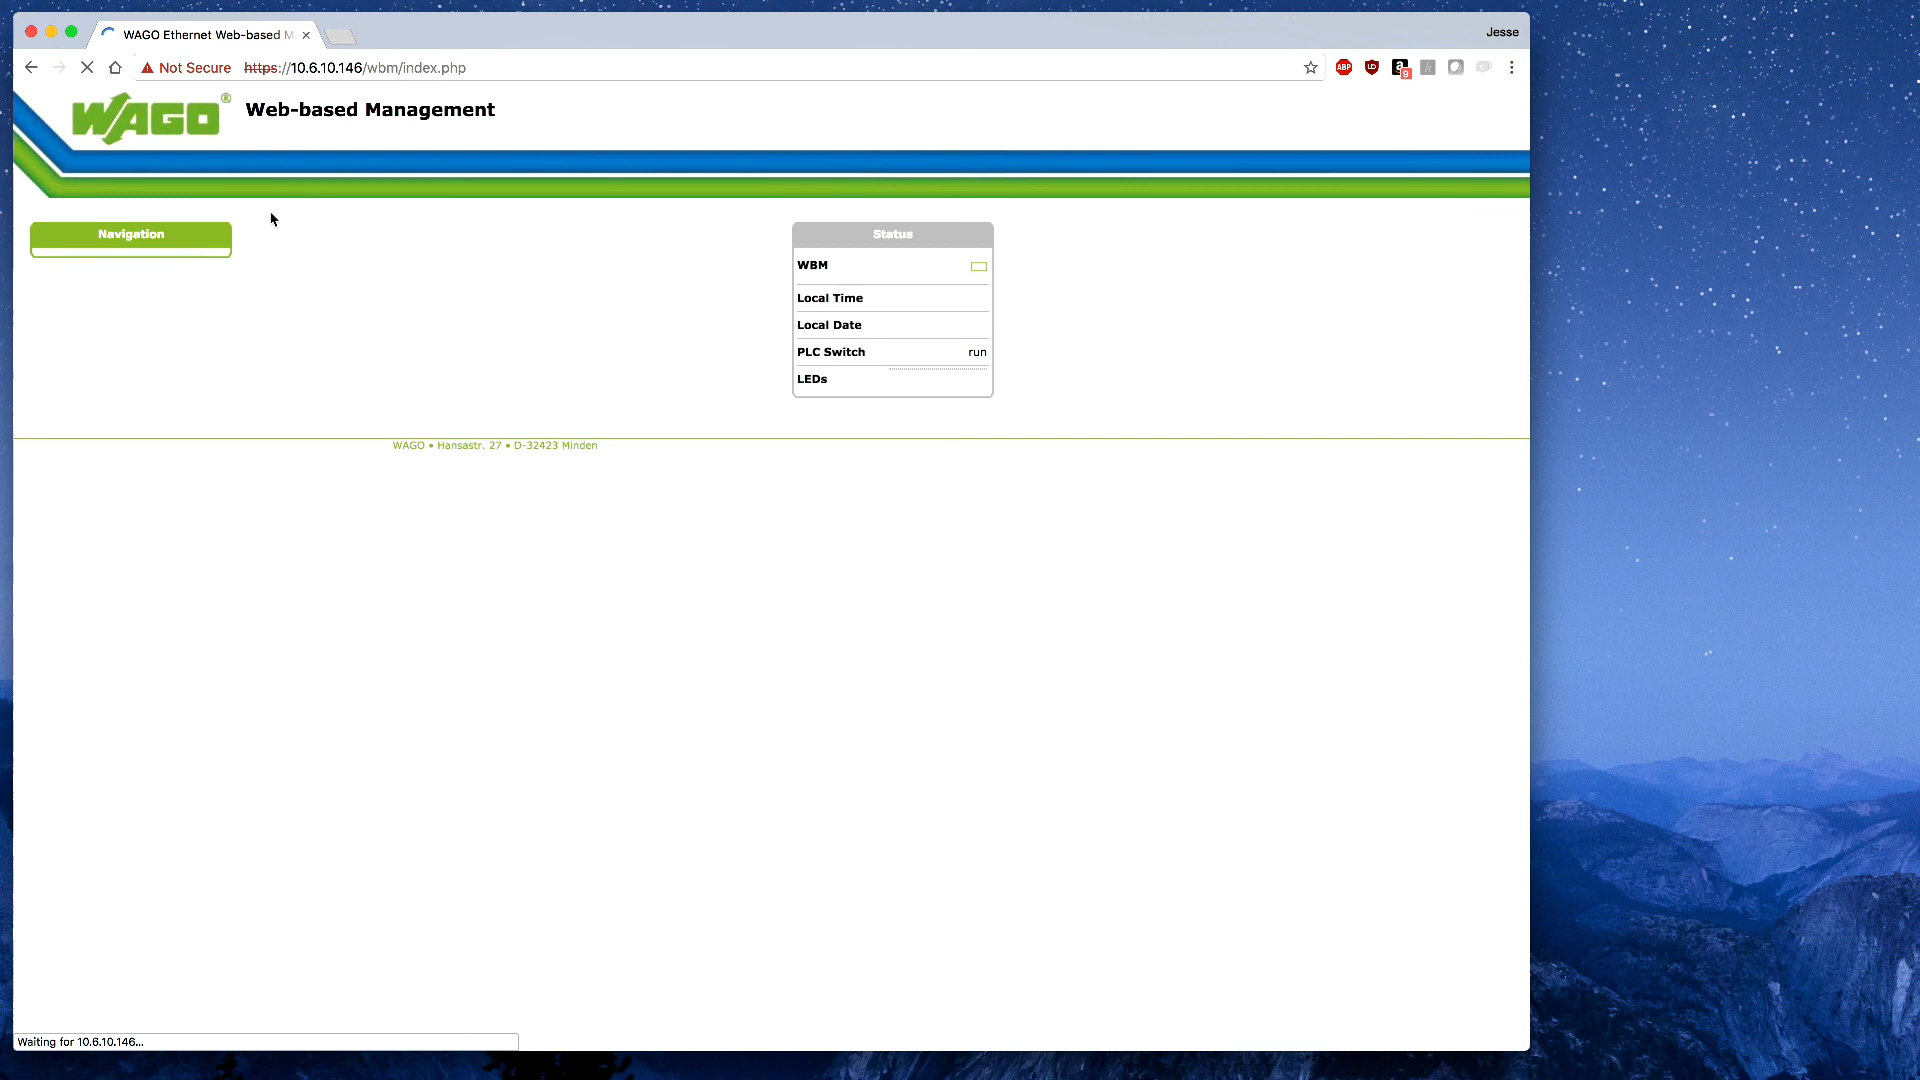 WAGO Ethernet Web-based M
Jesse
Not Secure https://10.6.10.146/wbm/index.php
ABP
9
WAGO®
Web-based Management
Navigation
Status
WBM
Local Time
Local Date
PLC Switch run
LEDs
WAGO • Hansastr. 27 • D-32423 Minden
Waiting for 10.6.10.146...